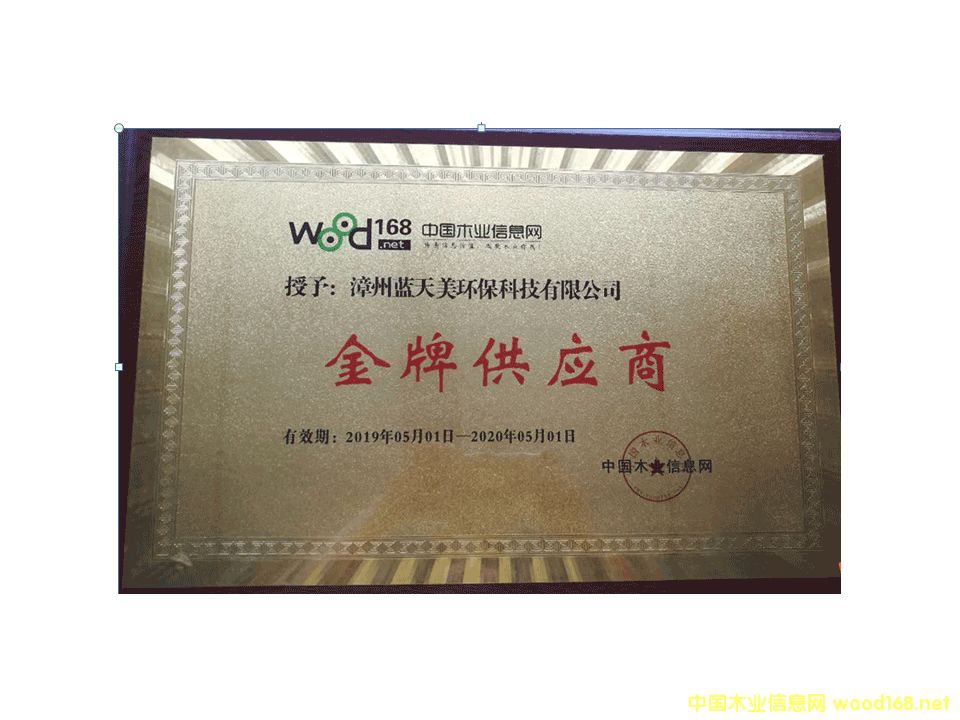 wood168.net 中国木业信息网
授予：漳州蓝天美环保科技有限公司
金牌供应商
有效期：2019年05月01日—2020年05月01日
中国木业信息网
中国木业信息网 wood168.net